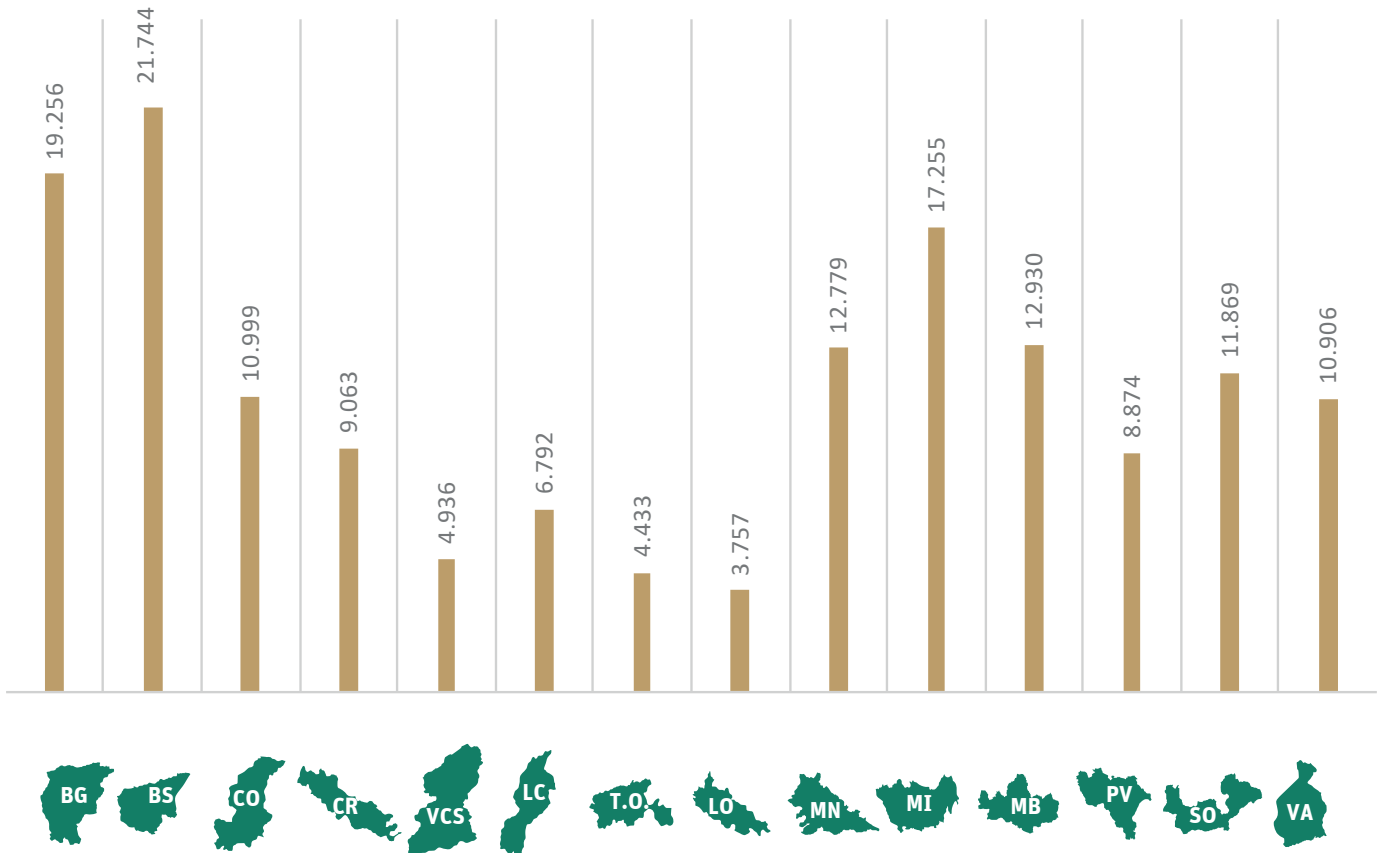 19.256
21.744
10.999
9.063
4.936
6.792
4.433
3.757
12.779
17.255
12.930
8.874
11.869
10.906
BG
BS
CO
CR
VCS
LC
T.O.
LO
MN
MI
MB
PV
SO
VA